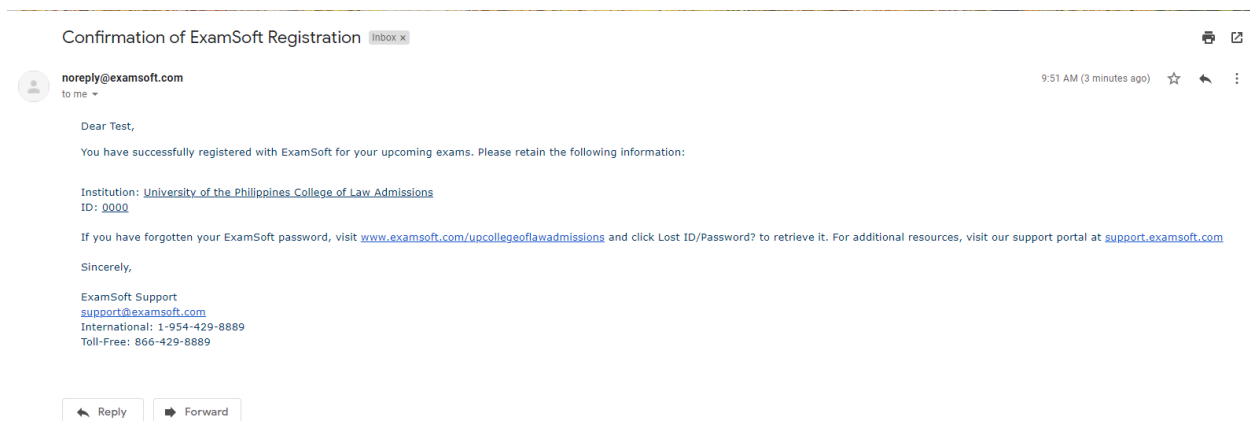 Confirmation of ExamSoft Registration Inbox x
noreply@examsoft.com 9:51 AM (3 minutes ago)
to me
Dear Test,
You have successfully registered with ExamSoft for your upcoming exams. Please retain the following information:
Institution: University of the Philippines College of Law Admissions
ID: 0000
If you have forgotten your ExamSoft password, visit www.examsoft.com/upcollegeoflawadmissions and click Lost ID/Password? to retrieve it. For additional resources, visit our support portal at support.examsoft.com
Sincerely,
ExamSoft Support
support@examsoft.com
International: 1-954-429-8889
Toll-Free: 866-429-8889
Reply Forward